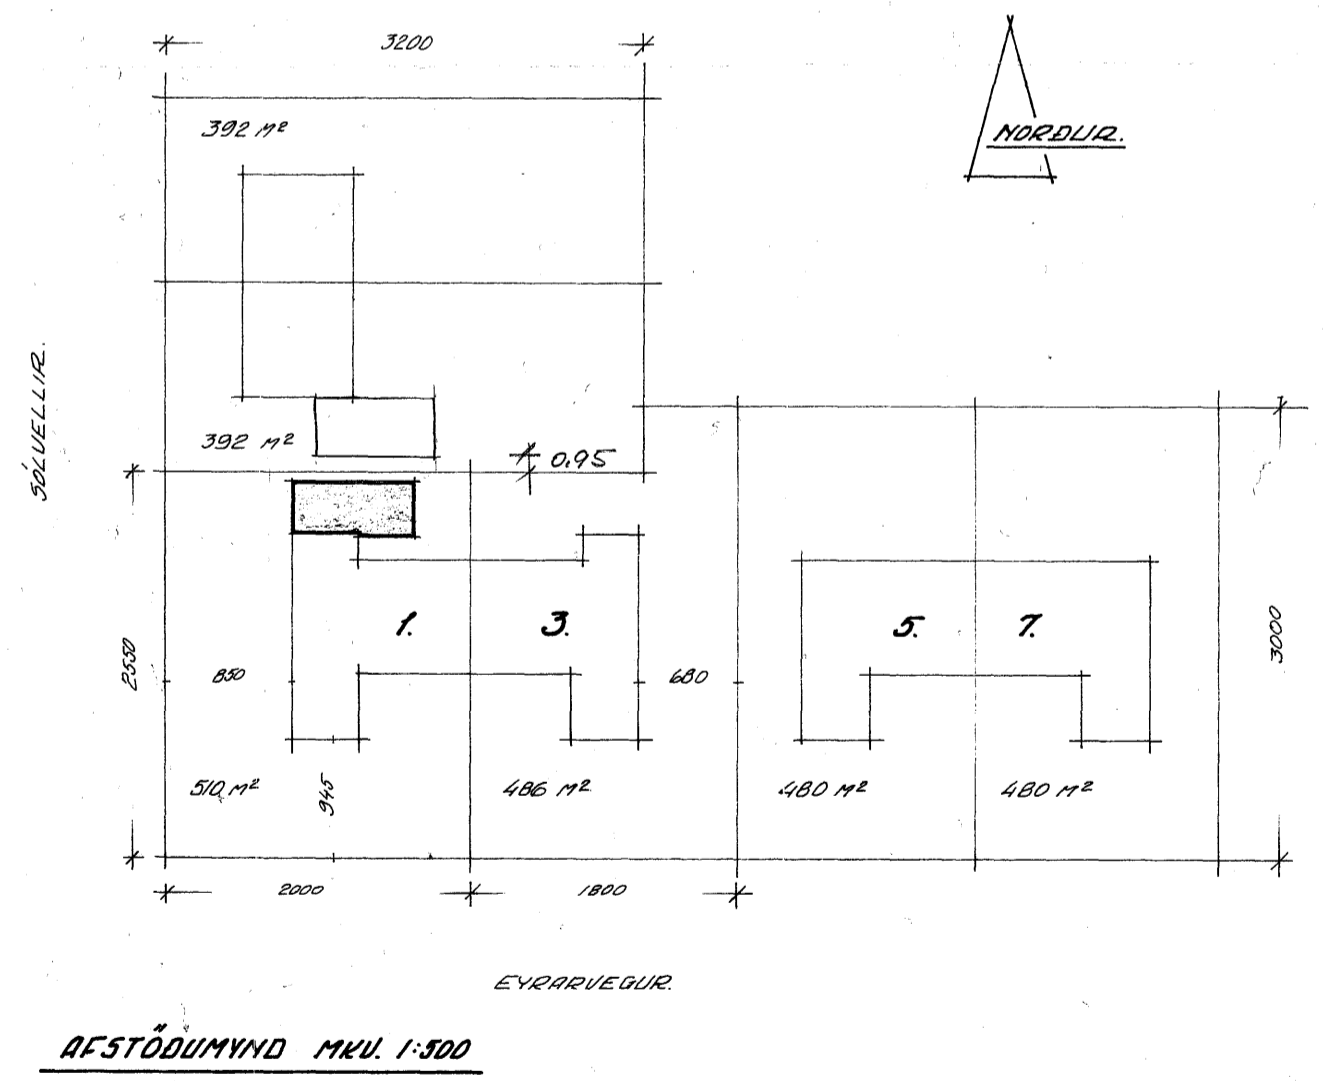 3200
392 M²
NORÐUR.
SÓLVELLIR.
392 M²
0.95
2550
1.
3.
5.
7.
850
680
3000
510 M²
945
486 M²
480 M²
480 M²
2000
1800
EYRARVEGUR.
AFSTÖÐUMYND MKV. 1:500